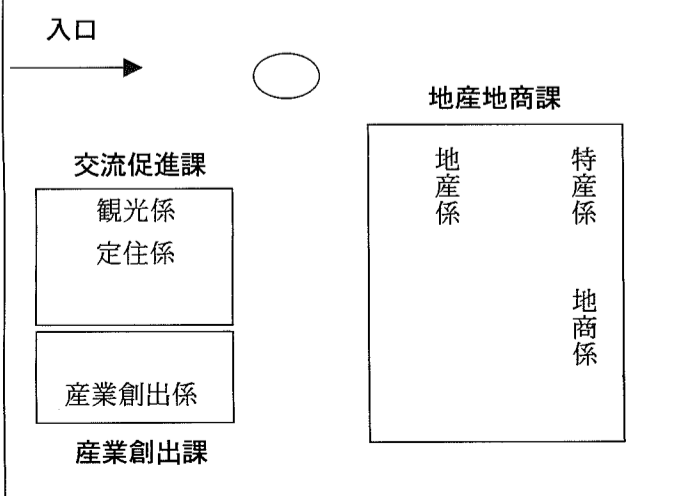 入口
地産地商課
地産係
特産係
地商係
交流促進課
観光係
定住係
産業創出係
産業創出課